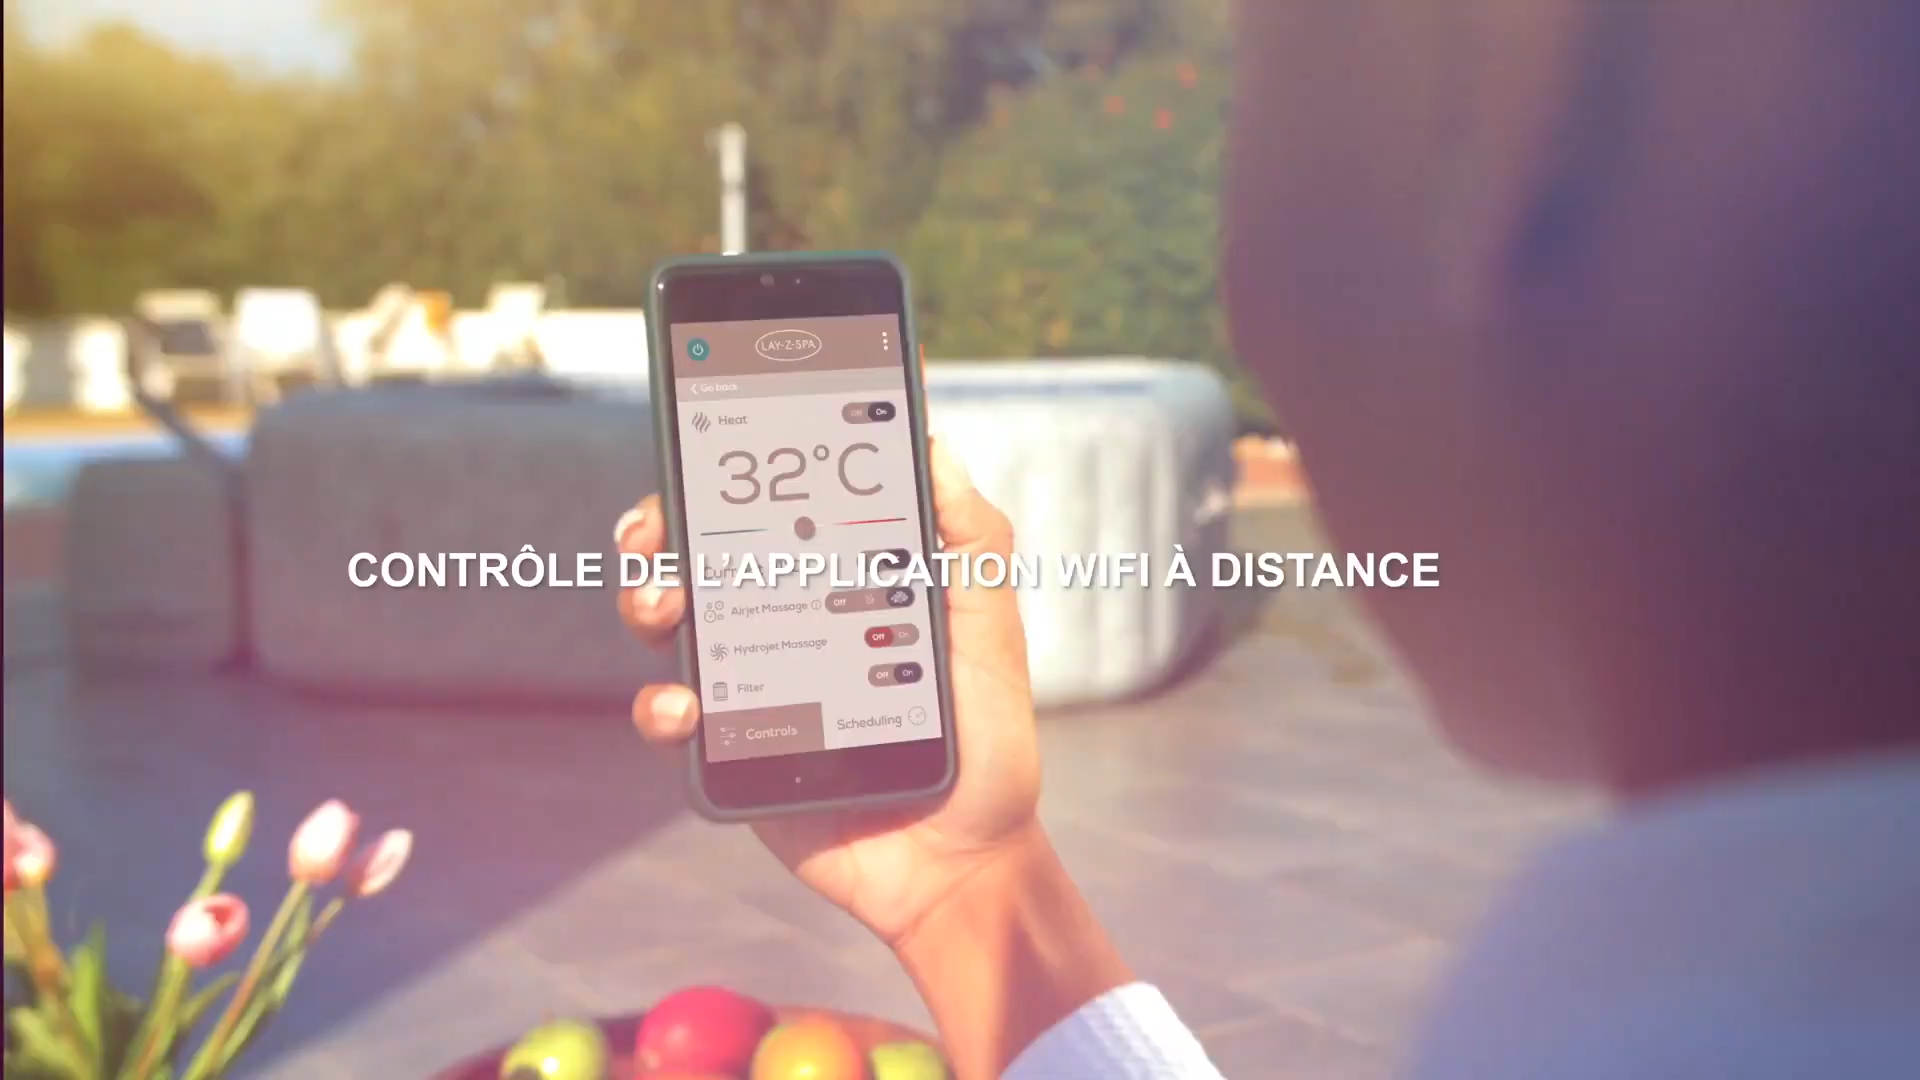 LAY-Z-SPA
Go back
Heat
Off On
32°C
CONTRÔLE DE L’APPLICATION WIFI À DISTANCE
Airjet Massage
Off
Hydrojet Massage
Off On
Filter
Off On
Controls
Scheduling